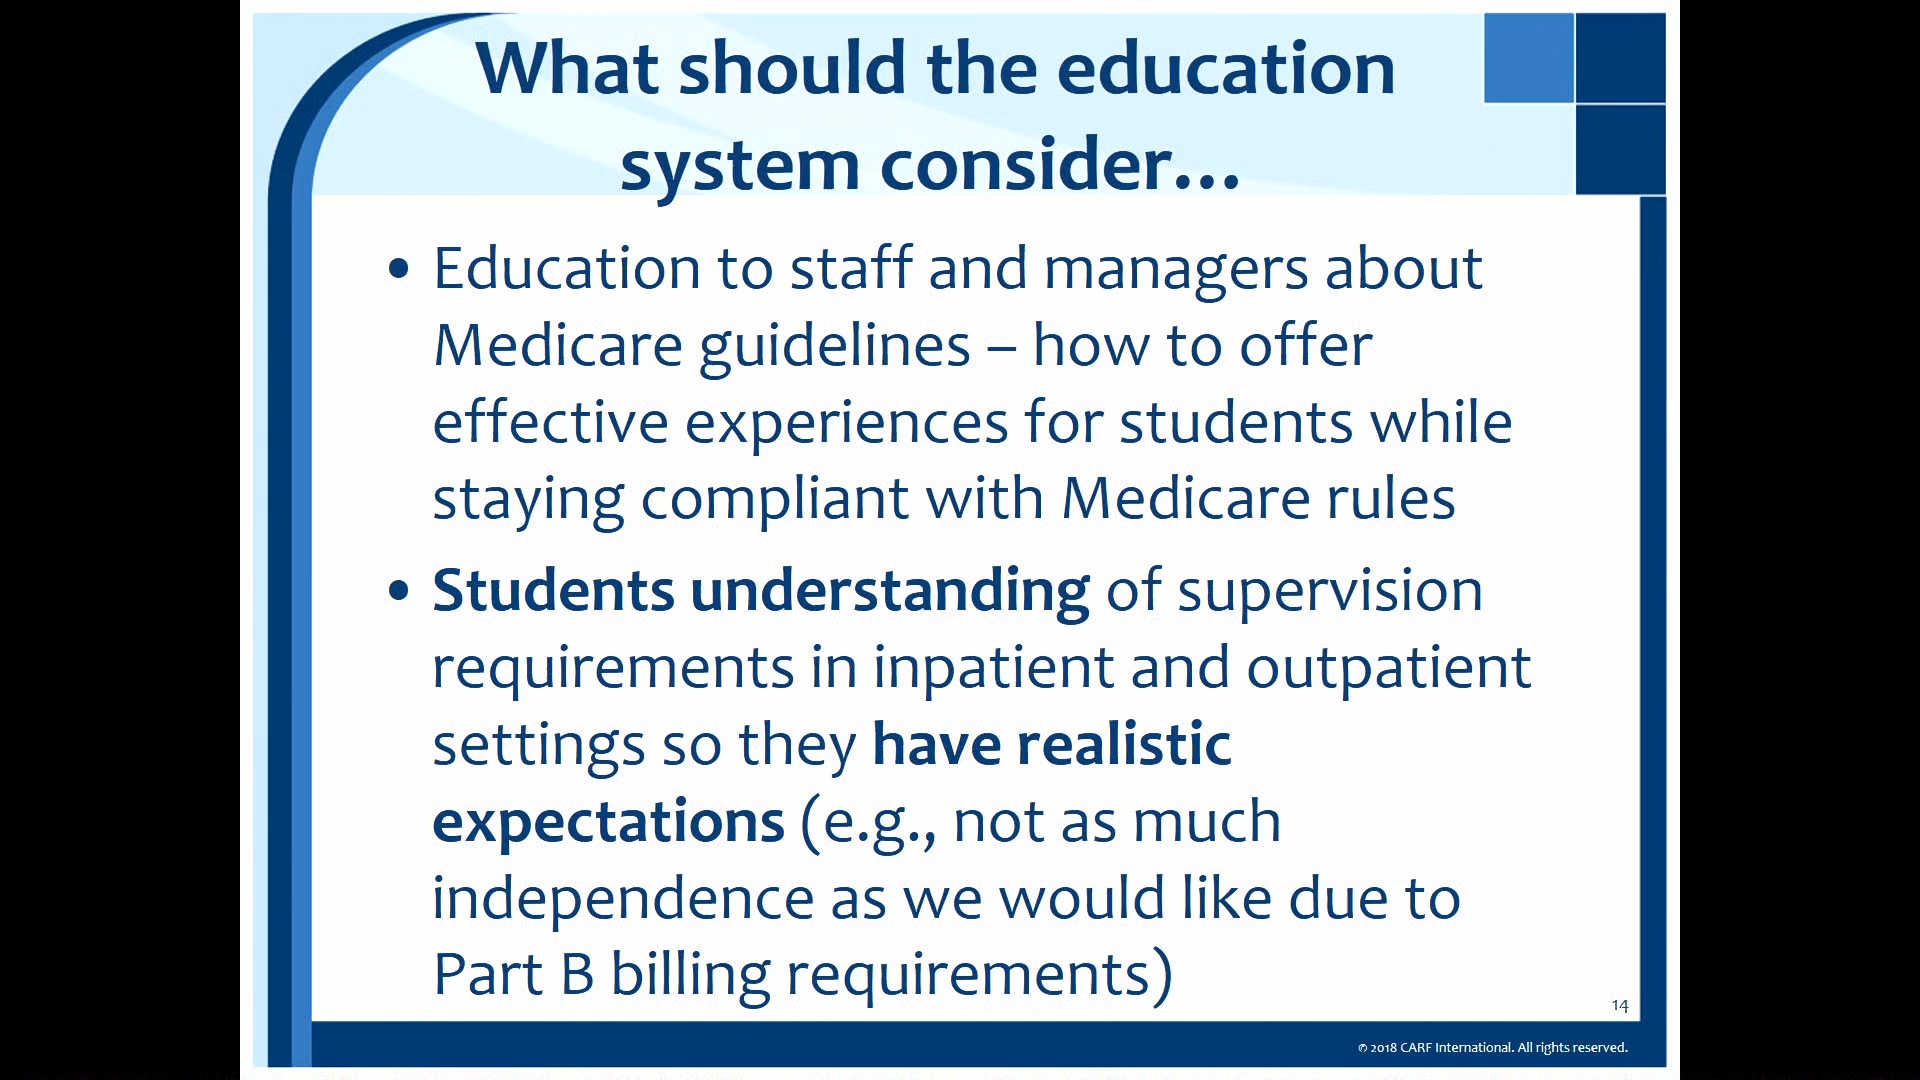 What should the education
system consider...
• Education to staff and managers about
Medicare guidelines – how to offer
effective experiences for students while
staying compliant with Medicare rules
• Students understanding of supervision
requirements in inpatient and outpatient
settings so they have realistic
expectations (e.g., not as much
independence as we would like due to
Part B billing requirements)
14
© 2018 CARF International. All rights reserved.